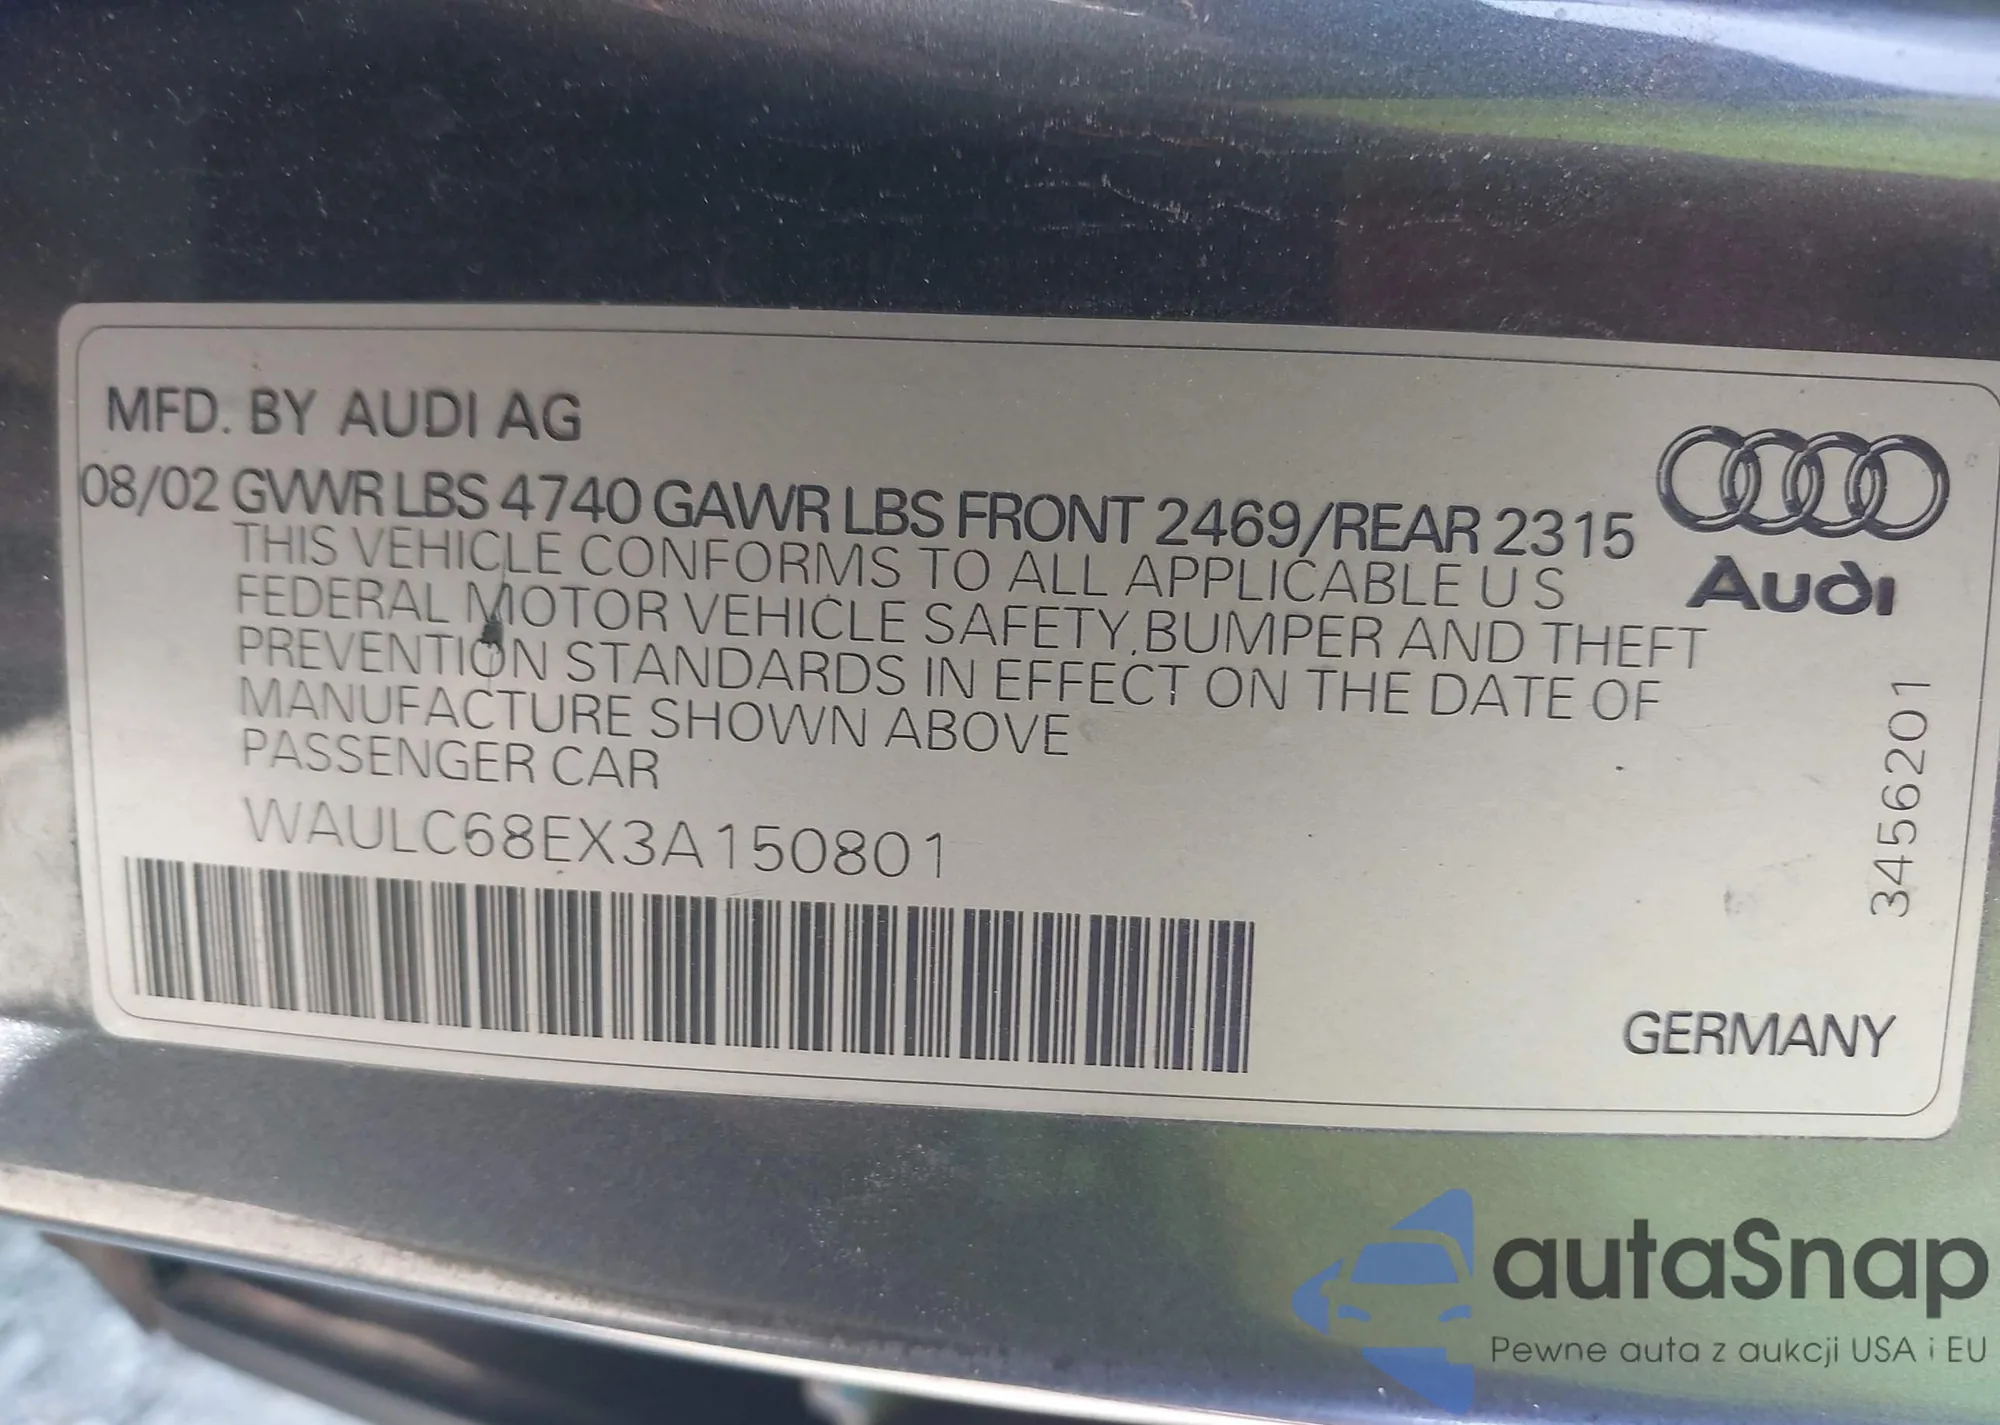 MFD. BY AUDI AG
08/02 GVWR LBS 4740 GAWR LBS FRONT 2469/REAR 2315
THIS VEHICLE CONFORMS TO ALL APPLICABLE U S
FEDERAL MOTOR VEHICLE SAFETY, BUMPER AND THEFT
PREVENTION STANDARDS IN EFFECT ON THE DATE OF
MANUFACTURE SHOWN ABOVE
PASSENGER CAR
WAULC68EX3A150801
Audi
3456201
GERMANY
autaSnap
Pewne auta z aukcji USA i EU